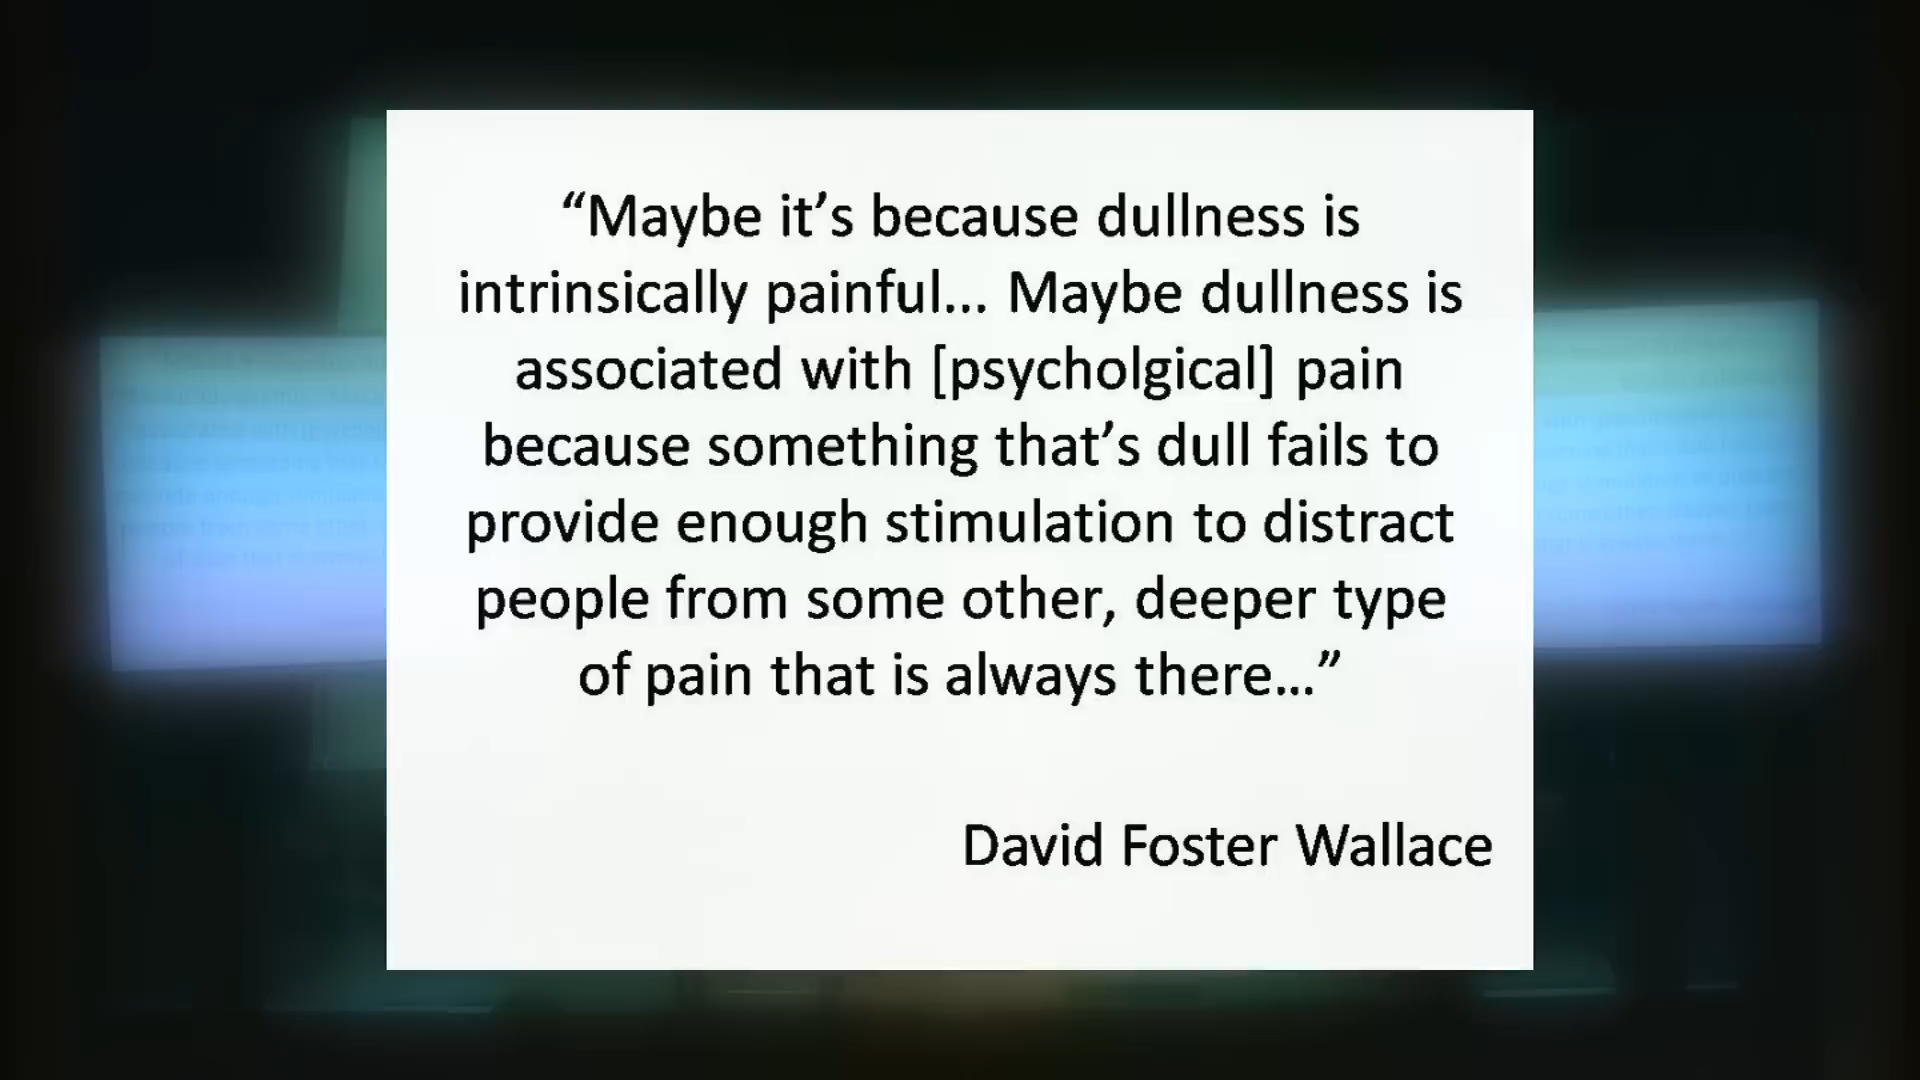 “Maybe it’s because dullness is
intrinsically painful... Maybe dullness is
associated with [psycholgical] pain
because something that’s dull fails to
provide enough stimulation to distract
people from some other, deeper type
of pain that is always there…”
David Foster Wallace